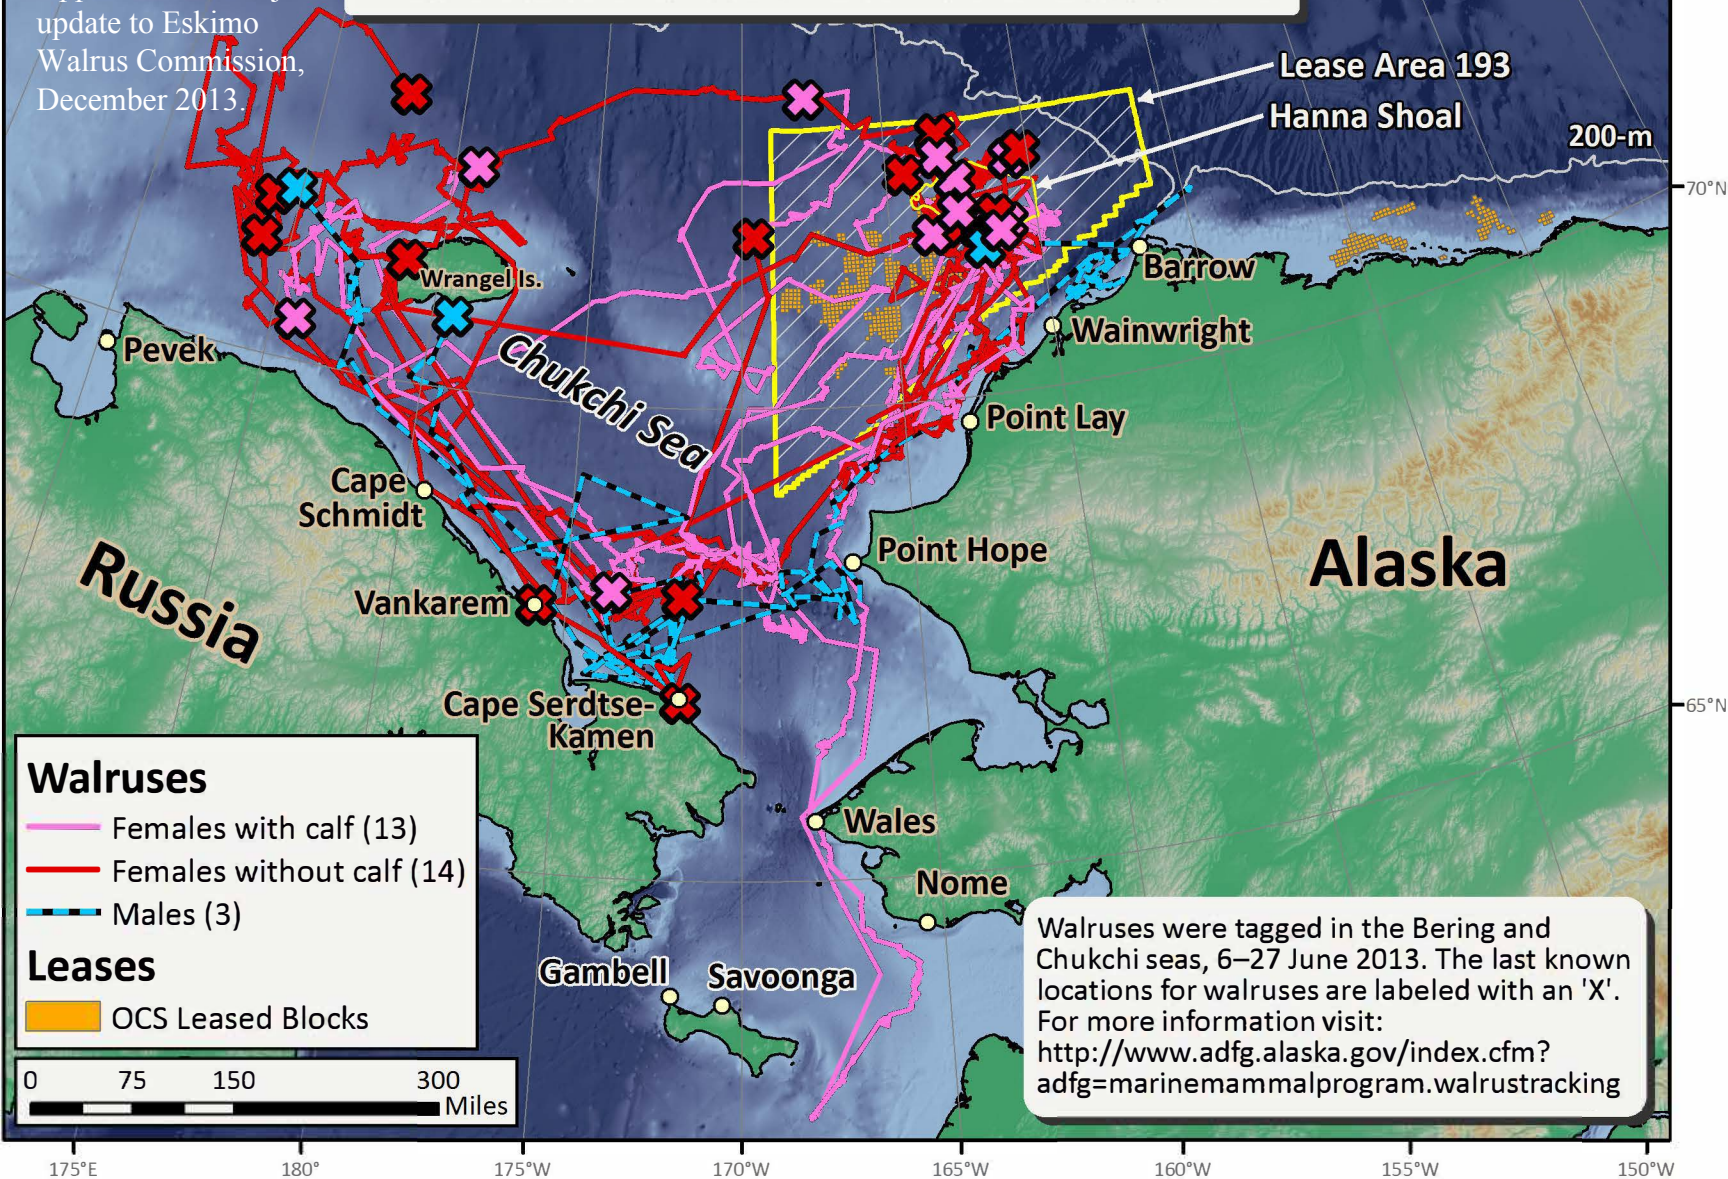 update to Eskimo
Walrus Commission,
December 2013.
Lease Area 193
Hanna Shoal
200-m
70°N
Wrangel Is.
Barrow
Pevek
Wainwright
Chukchi Sea
Point Lay
Cape
Schmidt
Point Hope
Alaska
Russia
Vankarem
Cape Serdtse-
Kamen
65°N
Walruses
Females with calf (13)
Females without calf (14)
Males (3)
Leases
OCS Leased Blocks
Wales
Nome
Gambell
Savoonga
Walruses were tagged in the Bering and
Chukchi seas, 6–27 June 2013. The last known
locations for walruses are labeled with an 'X'.
For more information visit:
http://www.adfg.alaska.gov/index.cfm?
adfg=marinemammalprogram.walrustracking
0 75 150 300
Miles
175°E 180° 175°W 170°W 165°W 160°W 155°W 150°W